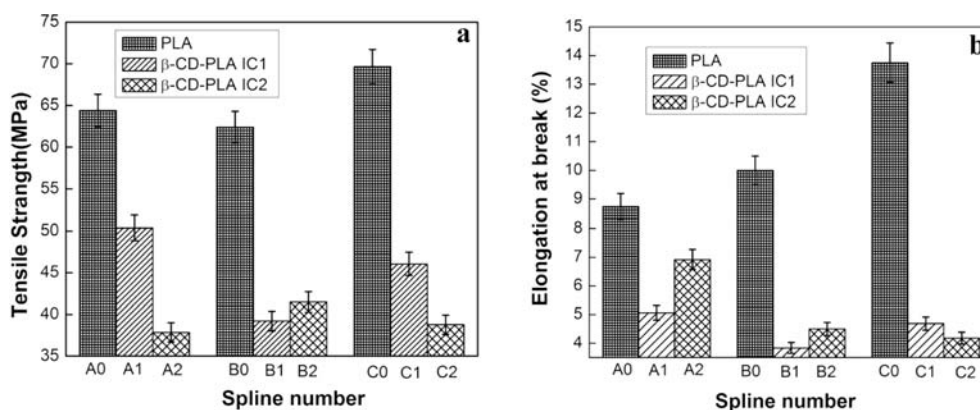 a
PLA
β-CD-PLA IC1
β-CD-PLA IC2
Tensile Strangth(MPa)
75
70
65
60
55
50
45
40
35
A0 A1 A2 B0 B1 B2 C0 C1 C2
Spline number
b
PLA
β-CD-PLA IC1
β-CD-PLA IC2
Elongation at break (%)
15
14
13
12
11
10
9
8
7
6
5
4
A0 A1 A2 B0 B1 B2 C0 C1 C2
Spline number